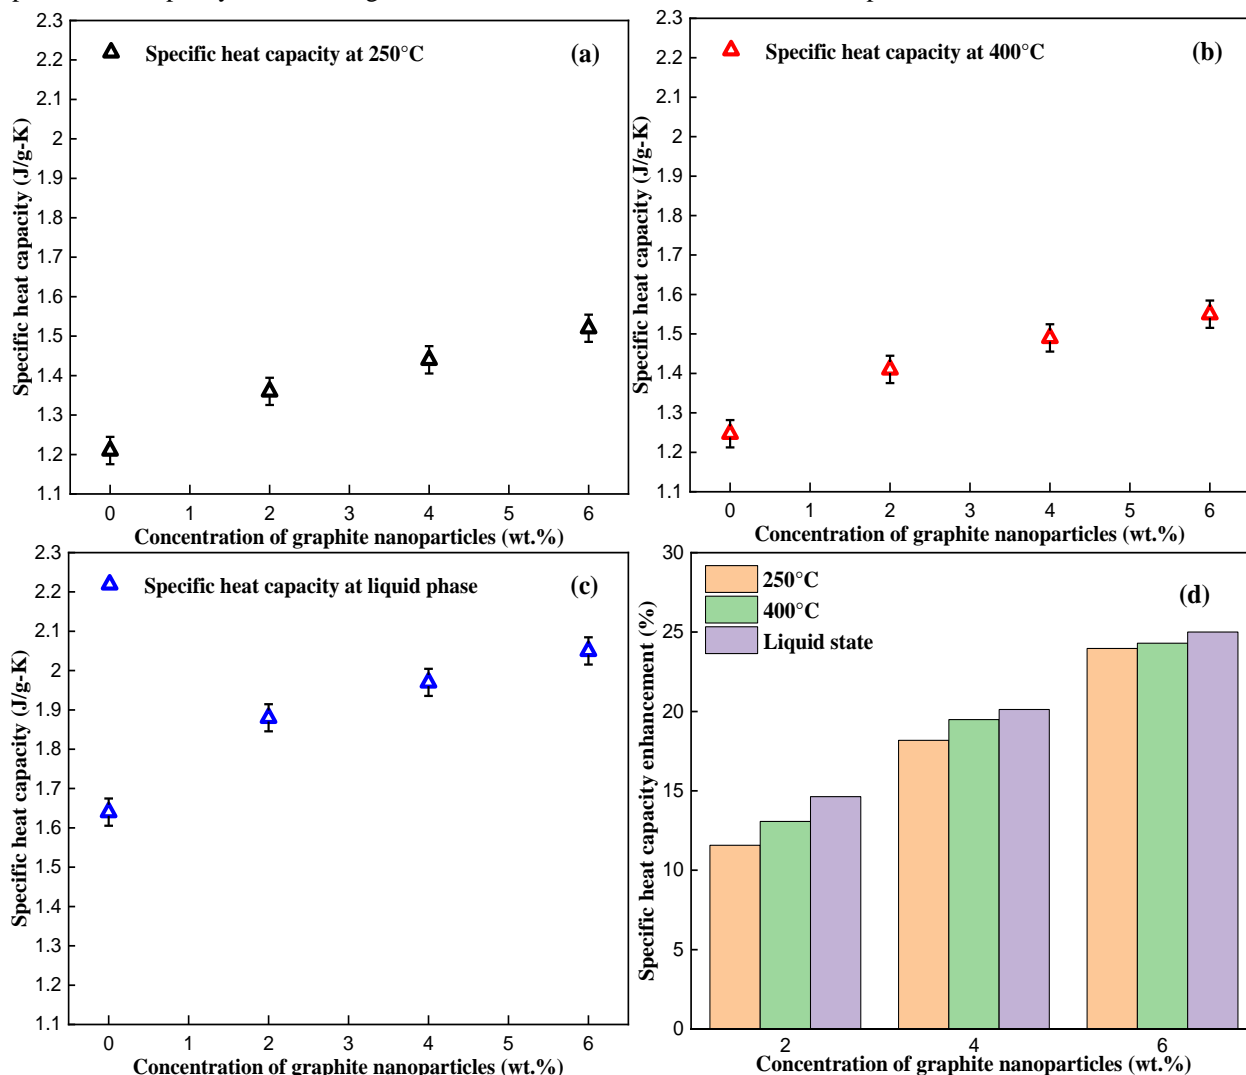 Specific heat capacity at 250°C
(a)
2.3
2.2
2.1
2
1.9
1.8
1.7
1.6
1.5
1.4
1.3
1.2
1.1
Specific heat capacity (J/g-K)
0 1 2 3 4 5 6
Concentration of graphite nanoparticles (wt.%)
Specific heat capacity at 400°C
(b)
2.3
2.2
2.1
2
1.9
1.8
1.7
1.6
1.5
1.4
1.3
1.2
1.1
Specific heat capacity (J/g-K)
0 1 2 3 4 5 6
Concentration of graphite nanoparticles (wt.%)
Specific heat capacity at liquid phase
(c)
2.3
2.2
2.1
2
1.9
1.8
1.7
1.6
1.5
1.4
1.3
1.2
1.1
Specific heat capacity (J/g-K)
0 1 2 3 4 5 6
Concentration of graphite nanoparticles (wt.%)
250°C
400°C
Liquid state
(d)
30
25
20
15
10
5
0
Specific heat capacity enhancement (%)
2 4 6
Concentration of graphite nanoparticles (wt.%)